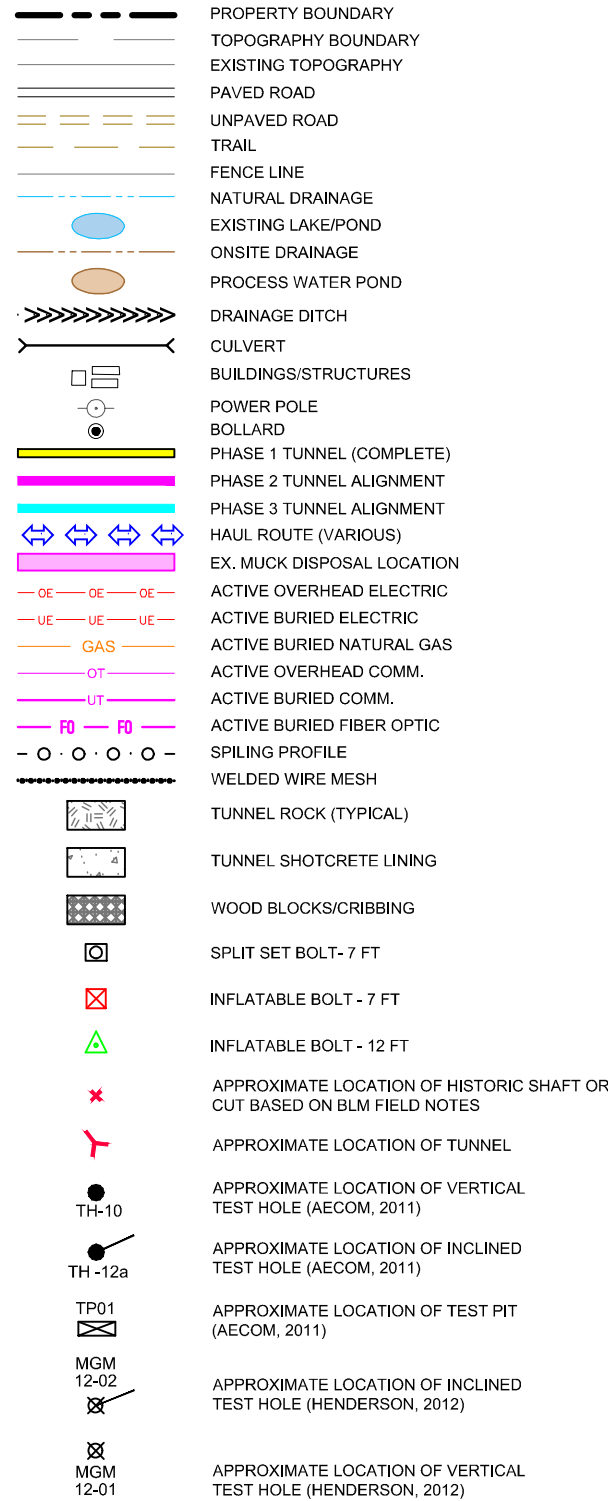 PROPERTY BOUNDARY
TOPOGRAPHY BOUNDARY
EXISTING TOPOGRAPHY
PAVED ROAD
UNPAVED ROAD
TRAIL
FENCE LINE
NATURAL DRAINAGE
EXISTING LAKE/POND
ONSITE DRAINAGE
PROCESS WATER POND
DRAINAGE DITCH
CULVERT
BUILDINGS/STRUCTURES
POWER POLE
BOLLARD
PHASE 1 TUNNEL (COMPLETE)
PHASE 2 TUNNEL ALIGNMENT
PHASE 3 TUNNEL ALIGNMENT
HAUL ROUTE (VARIOUS)
EX. MUCK DISPOSAL LOCATION
OE OE OE ACTIVE OVERHEAD ELECTRIC
UE UE UE ACTIVE BURIED ELECTRIC
GAS ACTIVE BURIED NATURAL GAS
OT ACTIVE OVERHEAD COMM.
UT ACTIVE BURIED COMM.
FO FO ACTIVE BURIED FIBER OPTIC
SPILING PROFILE
WELDED WIRE MESH
TUNNEL ROCK (TYPICAL)
TUNNEL SHOTCRETE LINING
WOOD BLOCKS/CRIBBING
SPLIT SET BOLT- 7 FT
INFLATABLE BOLT - 7 FT
INFLATABLE BOLT - 12 FT
APPROXIMATE LOCATION OF HISTORIC SHAFT OR
CUT BASED ON BLM FIELD NOTES
APPROXIMATE LOCATION OF TUNNEL
TH-10
APPROXIMATE LOCATION OF VERTICAL
TEST HOLE (AECOM, 2011)
TH -12a
APPROXIMATE LOCATION OF INCLINED
TEST HOLE (AECOM, 2011)
TP01
APPROXIMATE LOCATION OF TEST PIT
(AECOM, 2011)
MGM
12-02
APPROXIMATE LOCATION OF INCLINED
TEST HOLE (HENDERSON, 2012)
MGM
12-01
APPROXIMATE LOCATION OF VERTICAL
TEST HOLE (HENDERSON, 2012)